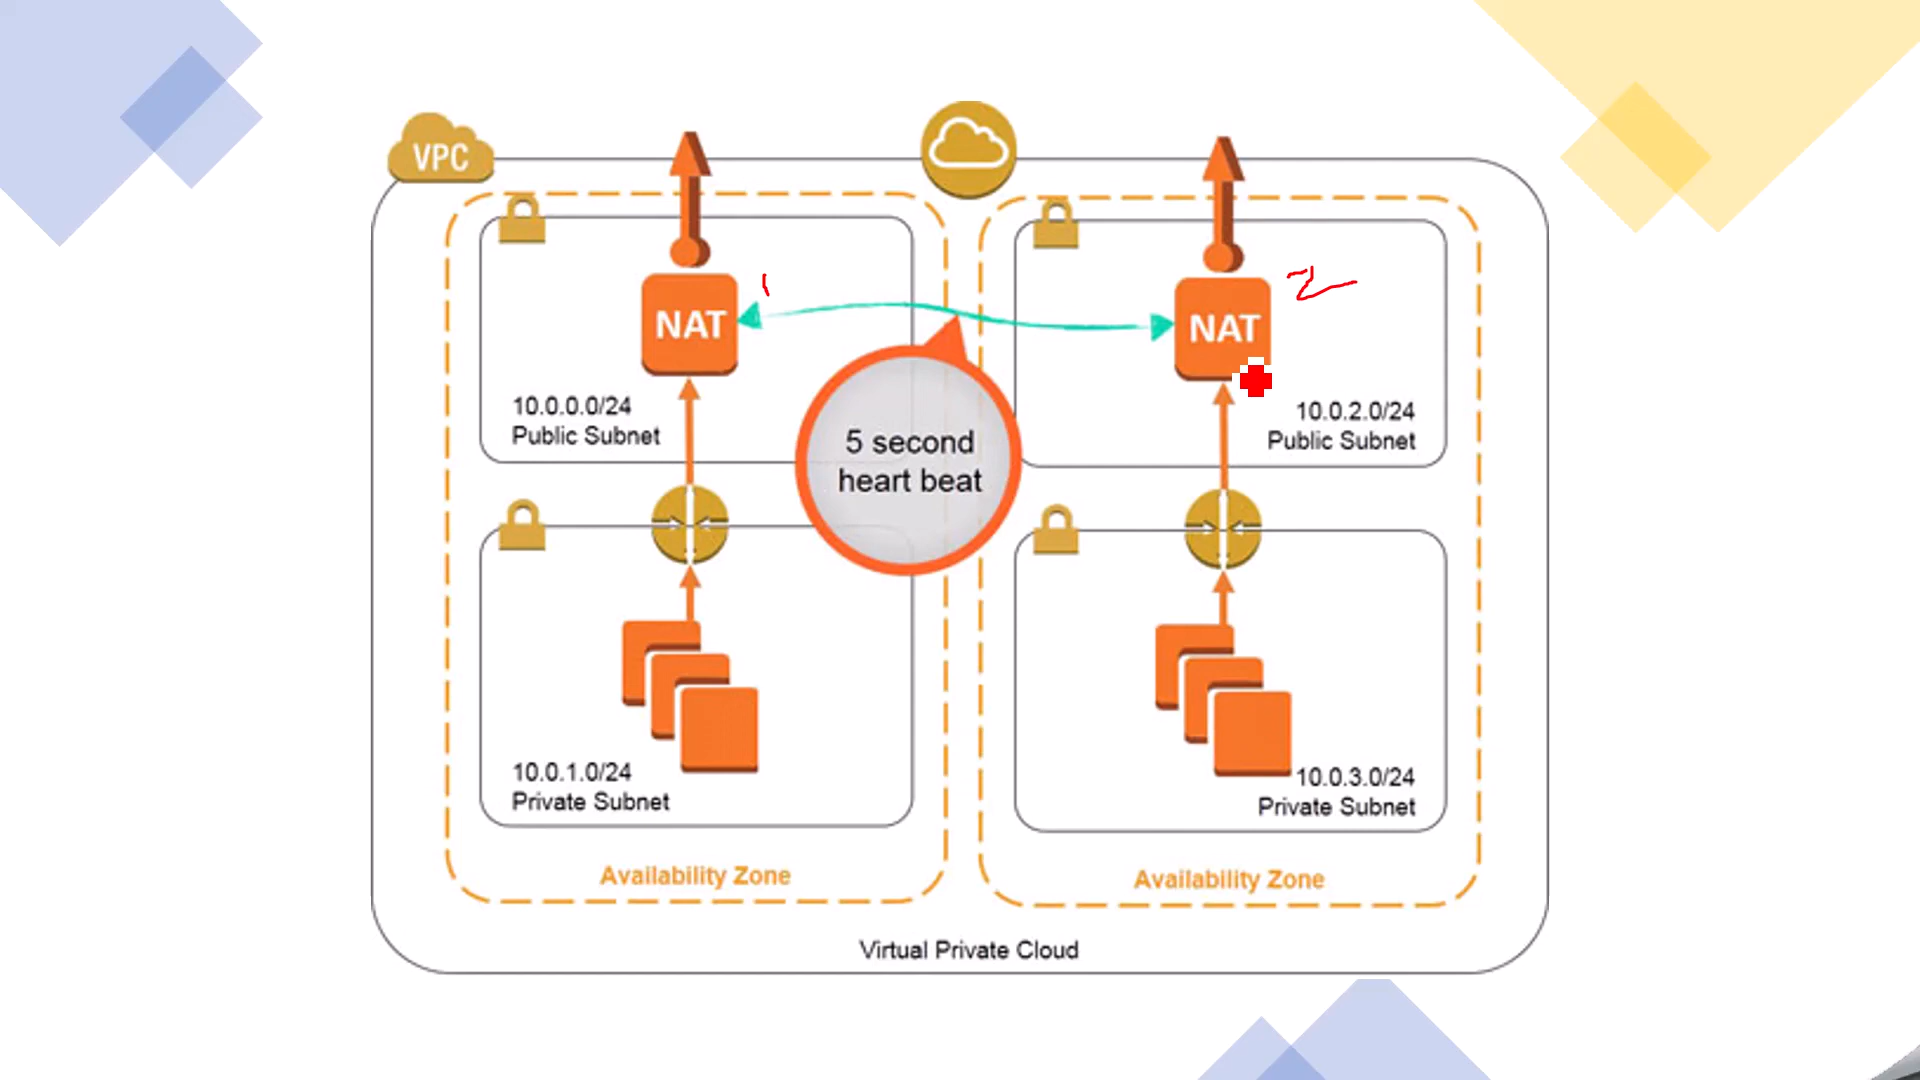 VPC
1
2
NAT
NAT
10.0.0.0/24
Public Subnet
5 second
heart beat
10.0.2.0/24
Public Subnet
10.0.1.0/24
Private Subnet
10.0.3.0/24
Private Subnet
Availability Zone
Availability Zone
Virtual Private Cloud